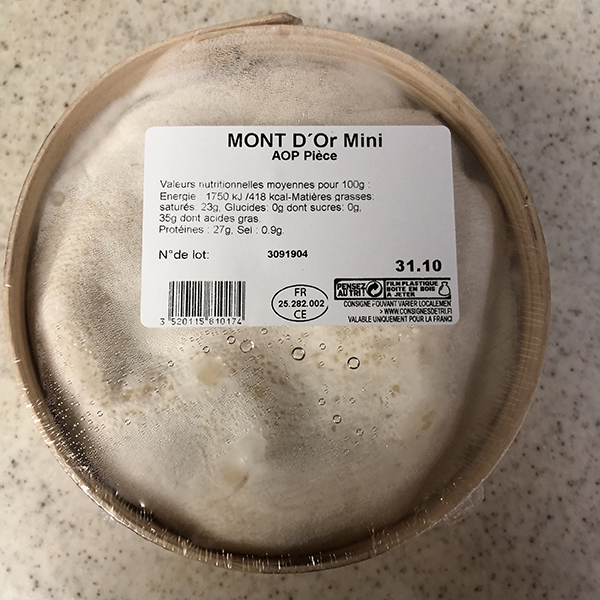 MONT D´Or Mini
AOP Pièce
Valeurs nutritionnelles moyennes pour 100g :
Energie : 1750 kJ /418 kcal-Matières grasses:
saturés: 23g, Glucides: 0g dont sucres: 0g,
35g dont acides gras.
Protéines : 27g, Sel : 0.9g.
N°de lot: 3091904
31.10
3 520115 810174
FR
25.282.002
CE
PENSEZ
AU TRI !
FILM PLASTIQUE
BOITE EN BOIS
A JETER
CONSIGNE POUVANT VARIER LOCALEMEN
> WWW.CONSIGNESDETRI.F
VALABLE UNIQUEMENT POUR LA FRANC